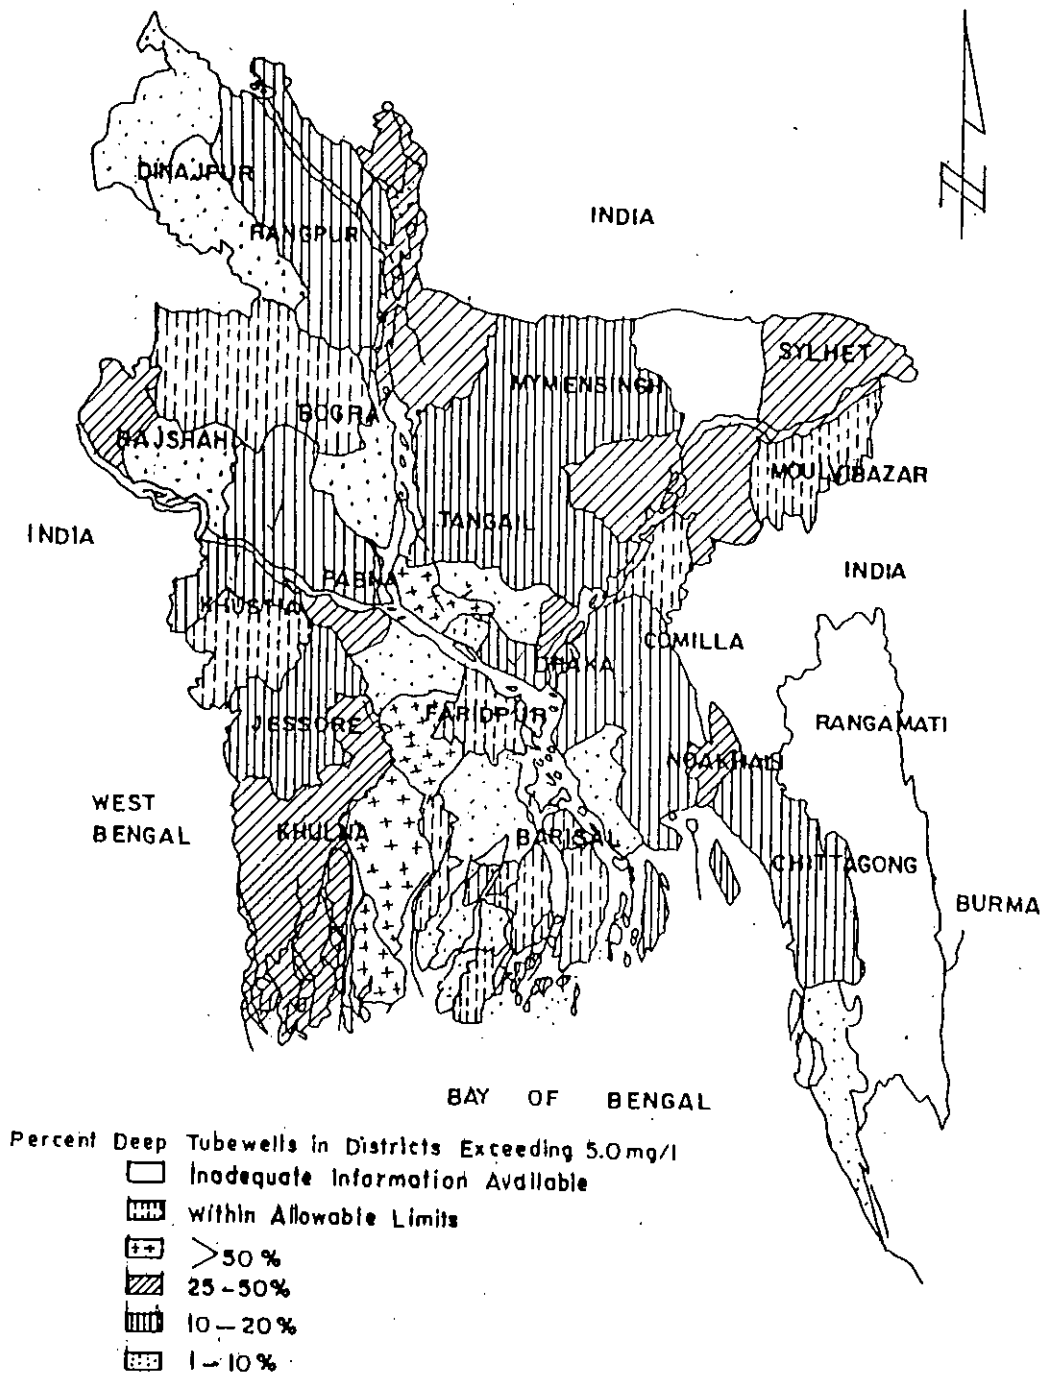 N
INDIA
DINAJPUR
RANGPUR
SYLHET
MYMENSINGH
BOGRA
RAJSHAHI
MOULVIBAZAR
TANGAIL
INDIA
INDIA
PABNA
KHUSTIA
COMILLA
DHAKA
FARIDPUR
JESSORE
RANGAMATI
NOAKHALI
WEST
BENGAL
KHULNA
BARISAL
CHITTAGONG
BURMA
BAY OF BENGAL
Percent Deep Tubewells in Districts Exceeding 5.0mg/l
Inadequate Information Available
within Allowable Limits
>50%
25-50%
10-20%
1-10%